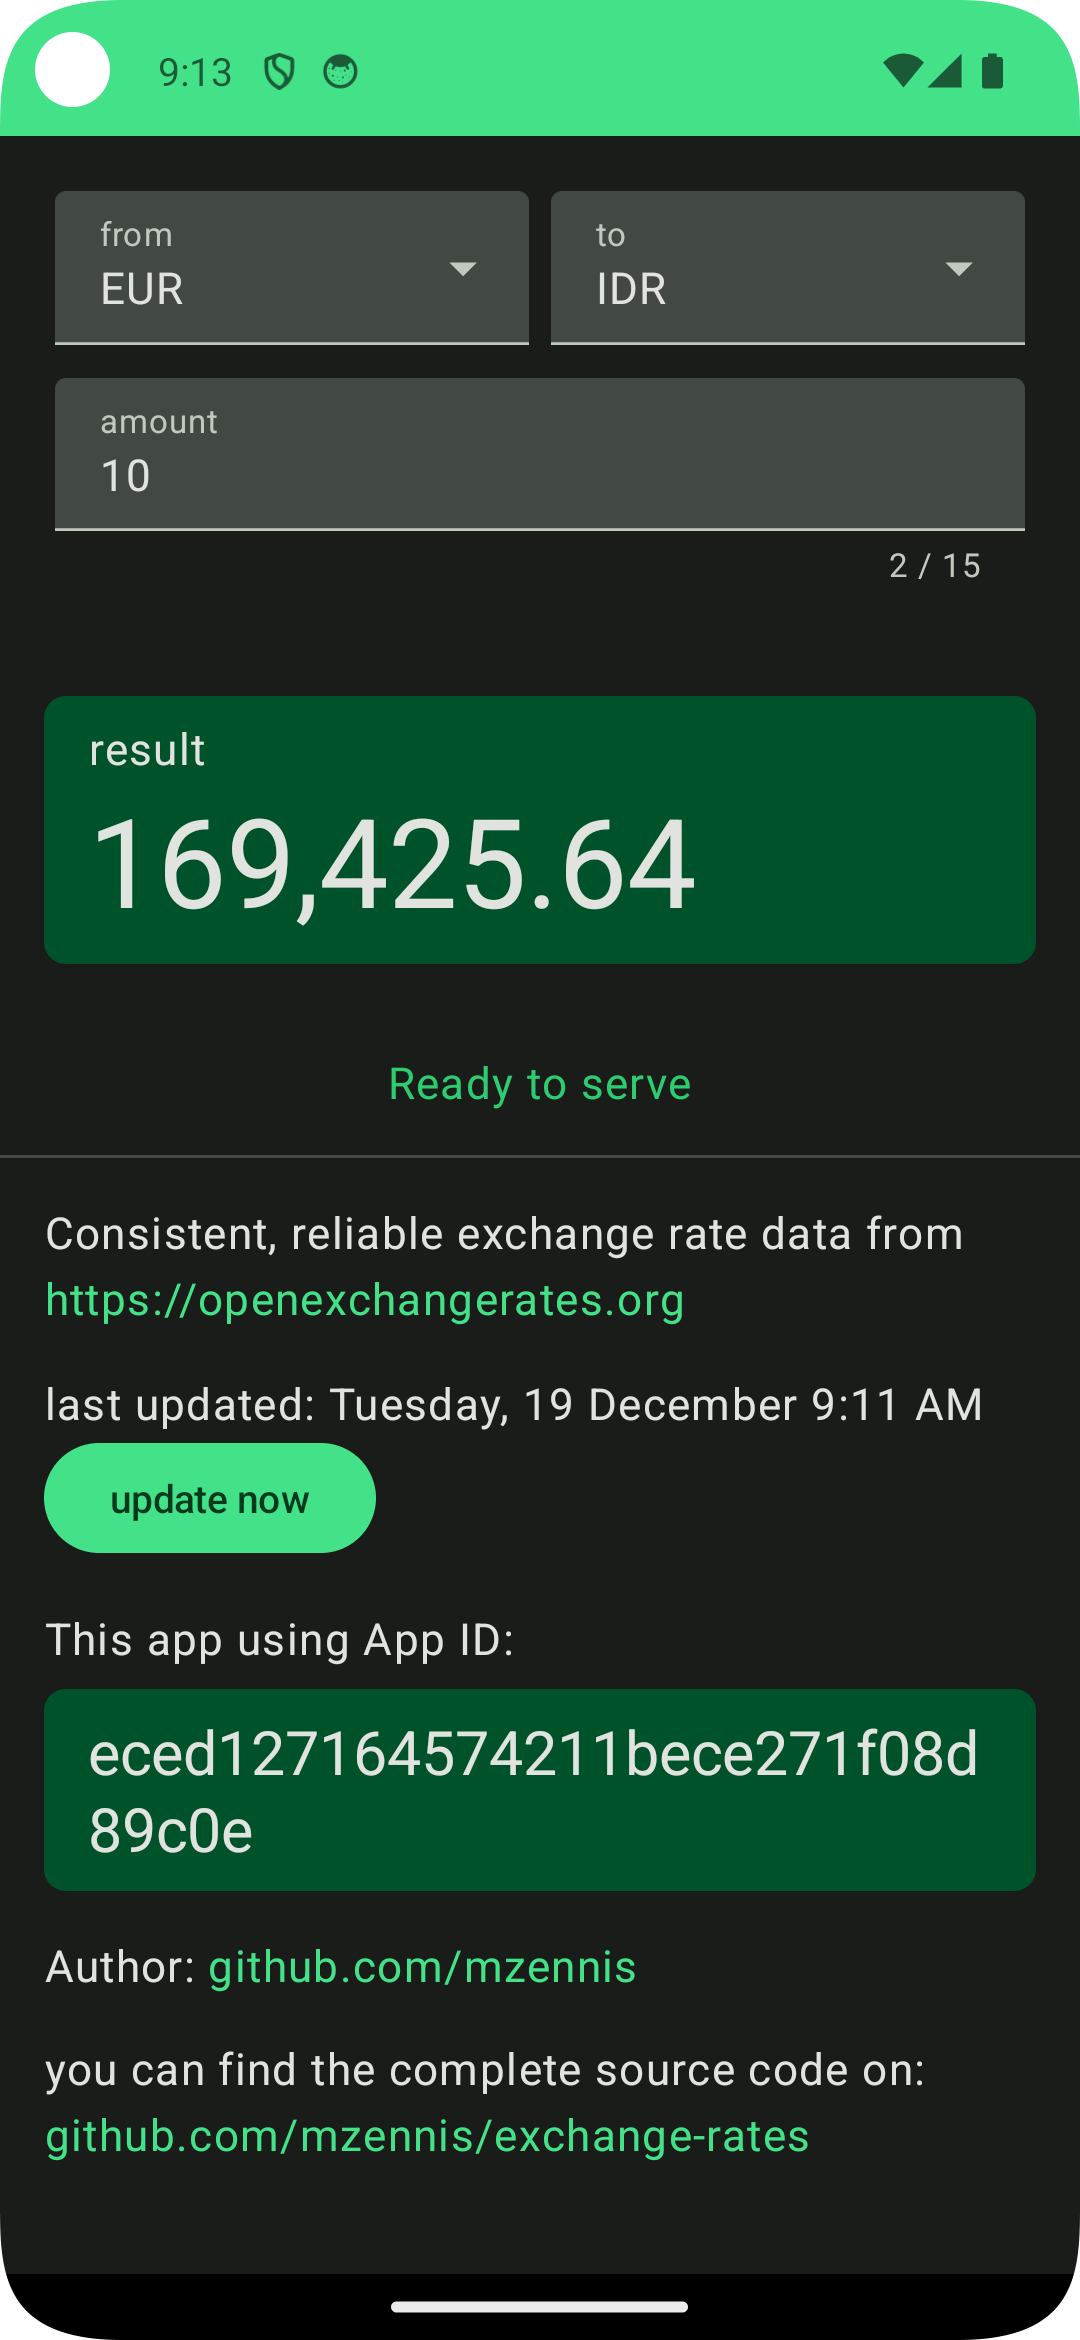 9:13
from
EUR
to
IDR
amount
10
2 / 15
result
169,425.64
Ready to serve
Consistent, reliable exchange rate data from
https://openexchangerates.org
last updated: Tuesday, 19 December 9:11 AM
update now
This app using App ID:
eced127164574211bece271f08d
89c0e
Author: github.com/mzennis
you can find the complete source code on:
github.com/mzennis/exchange-rates